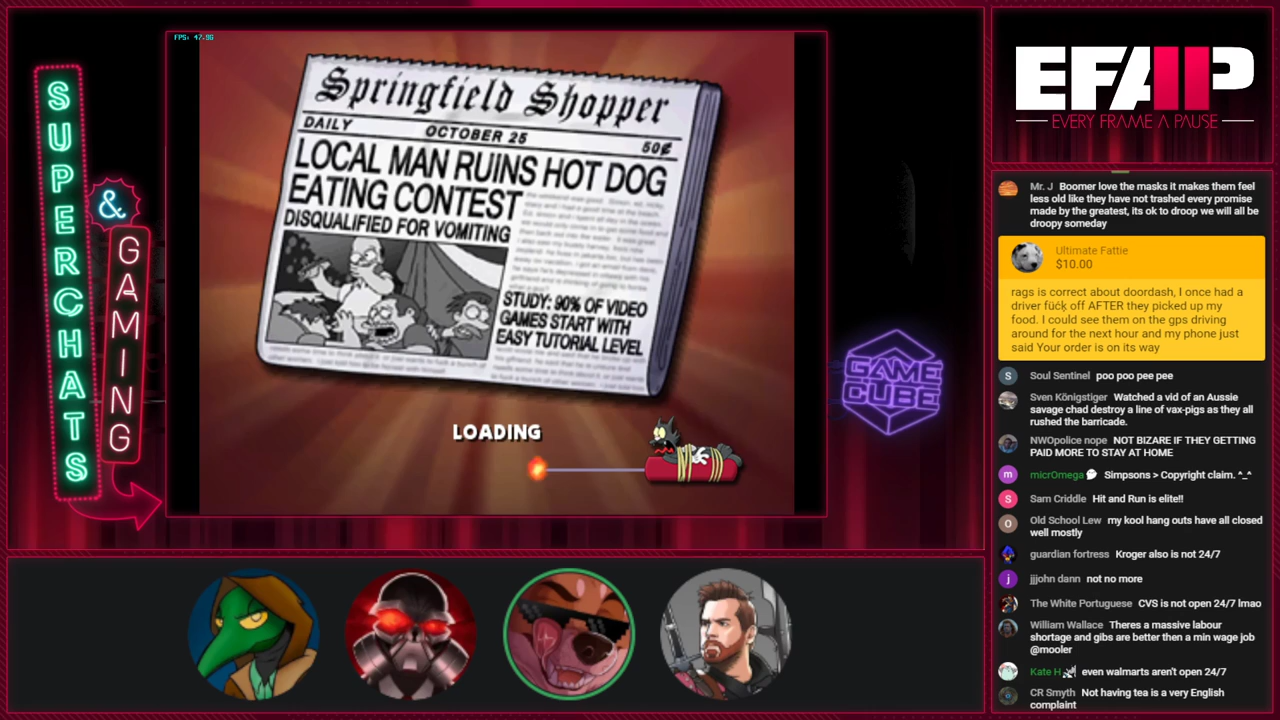 FPS: 47.96
SUPERCHATS
&
GAMING
Springfield Shopper
DAILY
OCTOBER 25
50¢
LOCAL MAN RUINS HOT DOG
EATING CONTEST
DISQUALIFIED FOR VOMITING
STUDY: 90% OF VIDEO
GAMES START WITH
EASY TUTORIAL LEVEL
LOADING
GAME
CUBE
EFAP
EVERY FRAME A PAUSE
Mr. J Boomer love the masks it makes them feel
less old like they have not trashed every promise
made by the greatest, its ok to droop we will all be
droopy someday
Ultimate Fattie
$10.00
rags is correct about doordash, I once had a
driver fück off AFTER they picked up my
food. I could see them on the gps driving
around for the next hour and my phone just
said Your order is on its way
S Soul Sentinel poo poo pee pee
Sven Königstiger Watched a vid of an Aussie
savage chad destroy a line of vax-pigs as they all
rushed the barricade.
NWOpolice nope NOT BIZARE IF THEY GETTING
PAID MORE TO STAY AT HOME
m micrOmega Simpsons > Copyright claim. ^_^
S Sam Criddle Hit and Run is elite!!
O Old School Lew my kool hang outs have all closed
well mostly
guardian fortress Kroger also is not 24/7
j jjjohn dann not no more
The White Portuguese CVS is not open 24/7 lmao
William Wallace Theres a massive labour
shortage and gibs are better then a min wage job
@mooler
Kate H even walmarts aren't open 24/7
CR Smyth Not having tea is a very English
complaint